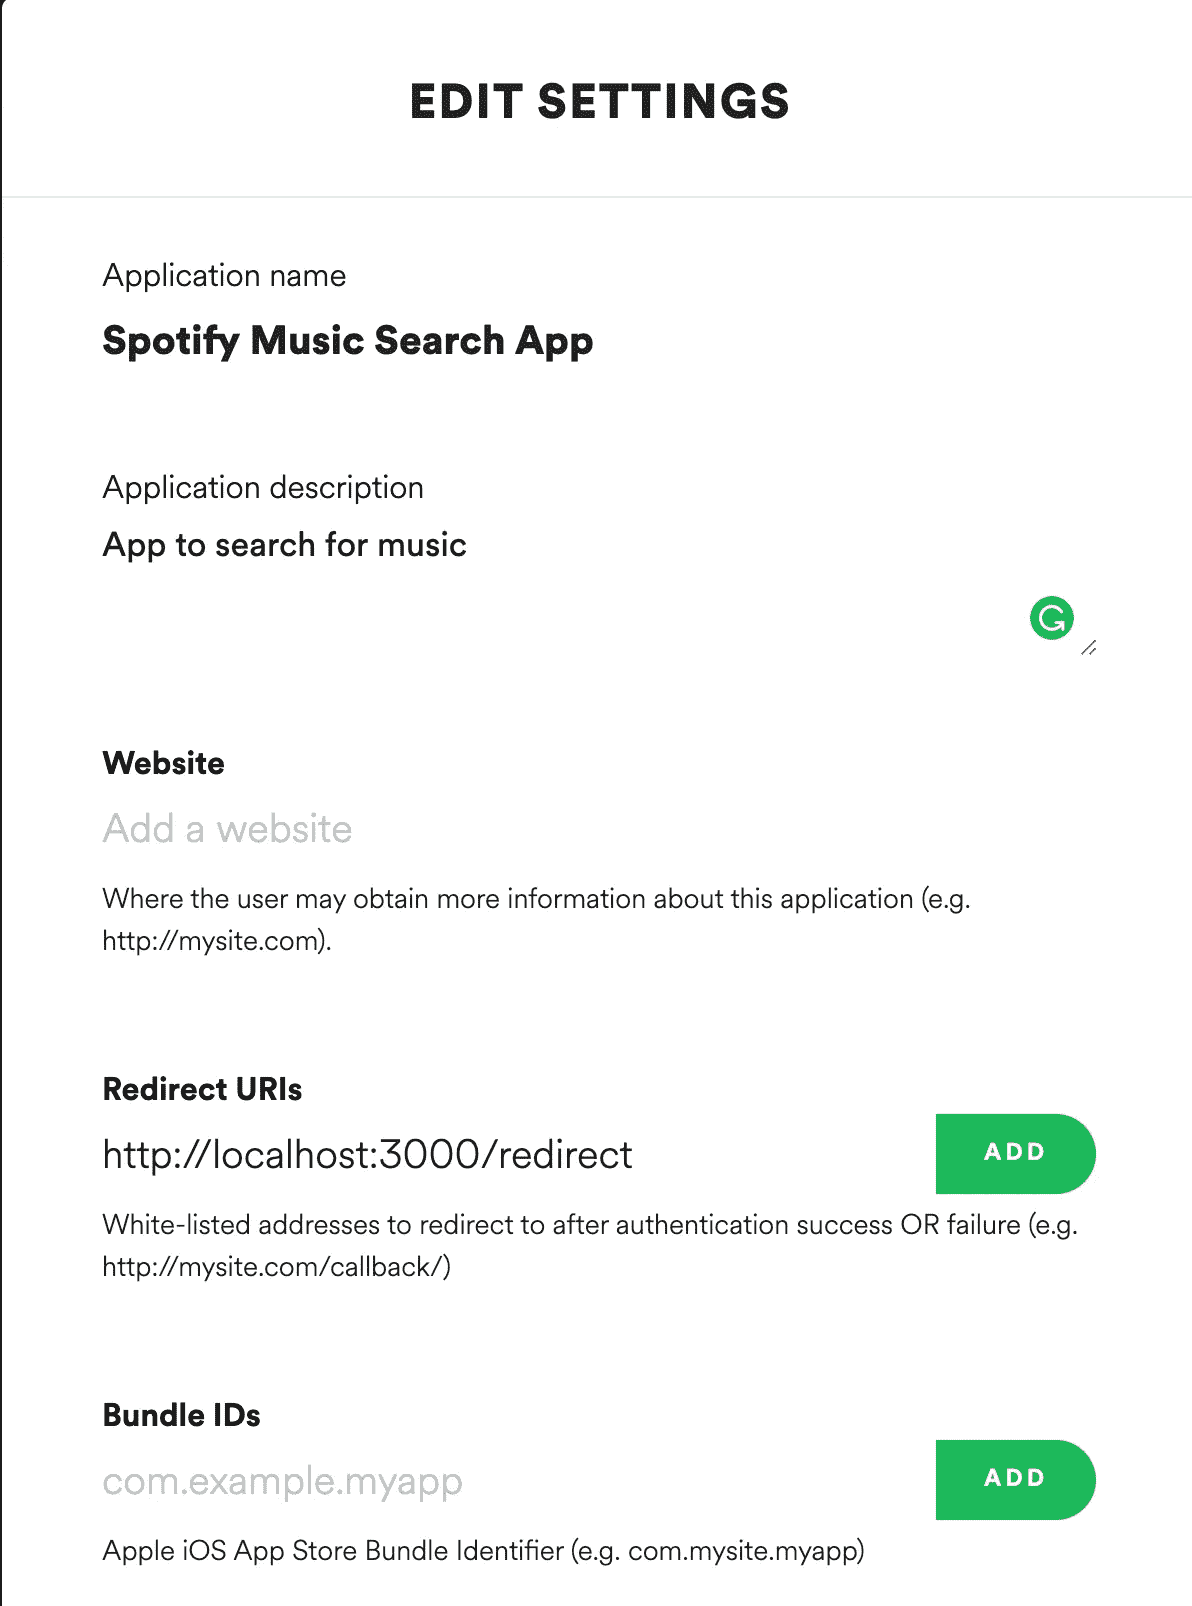 EDIT SETTINGS
Application name
Spotify Music Search App
Application description
App to search for music
Website
Add a website
Where the user may obtain more information about this application (e.g.
http://mysite.com).
Redirect URIs
http://localhost:3000/redirect
ADD
White-listed addresses to redirect to after authentication success OR failure (e.g.
http://mysite.com/callback/)
Bundle IDs
com.example.myapp
ADD
Apple iOS App Store Bundle Identifier (e.g. com.mysite.myapp)